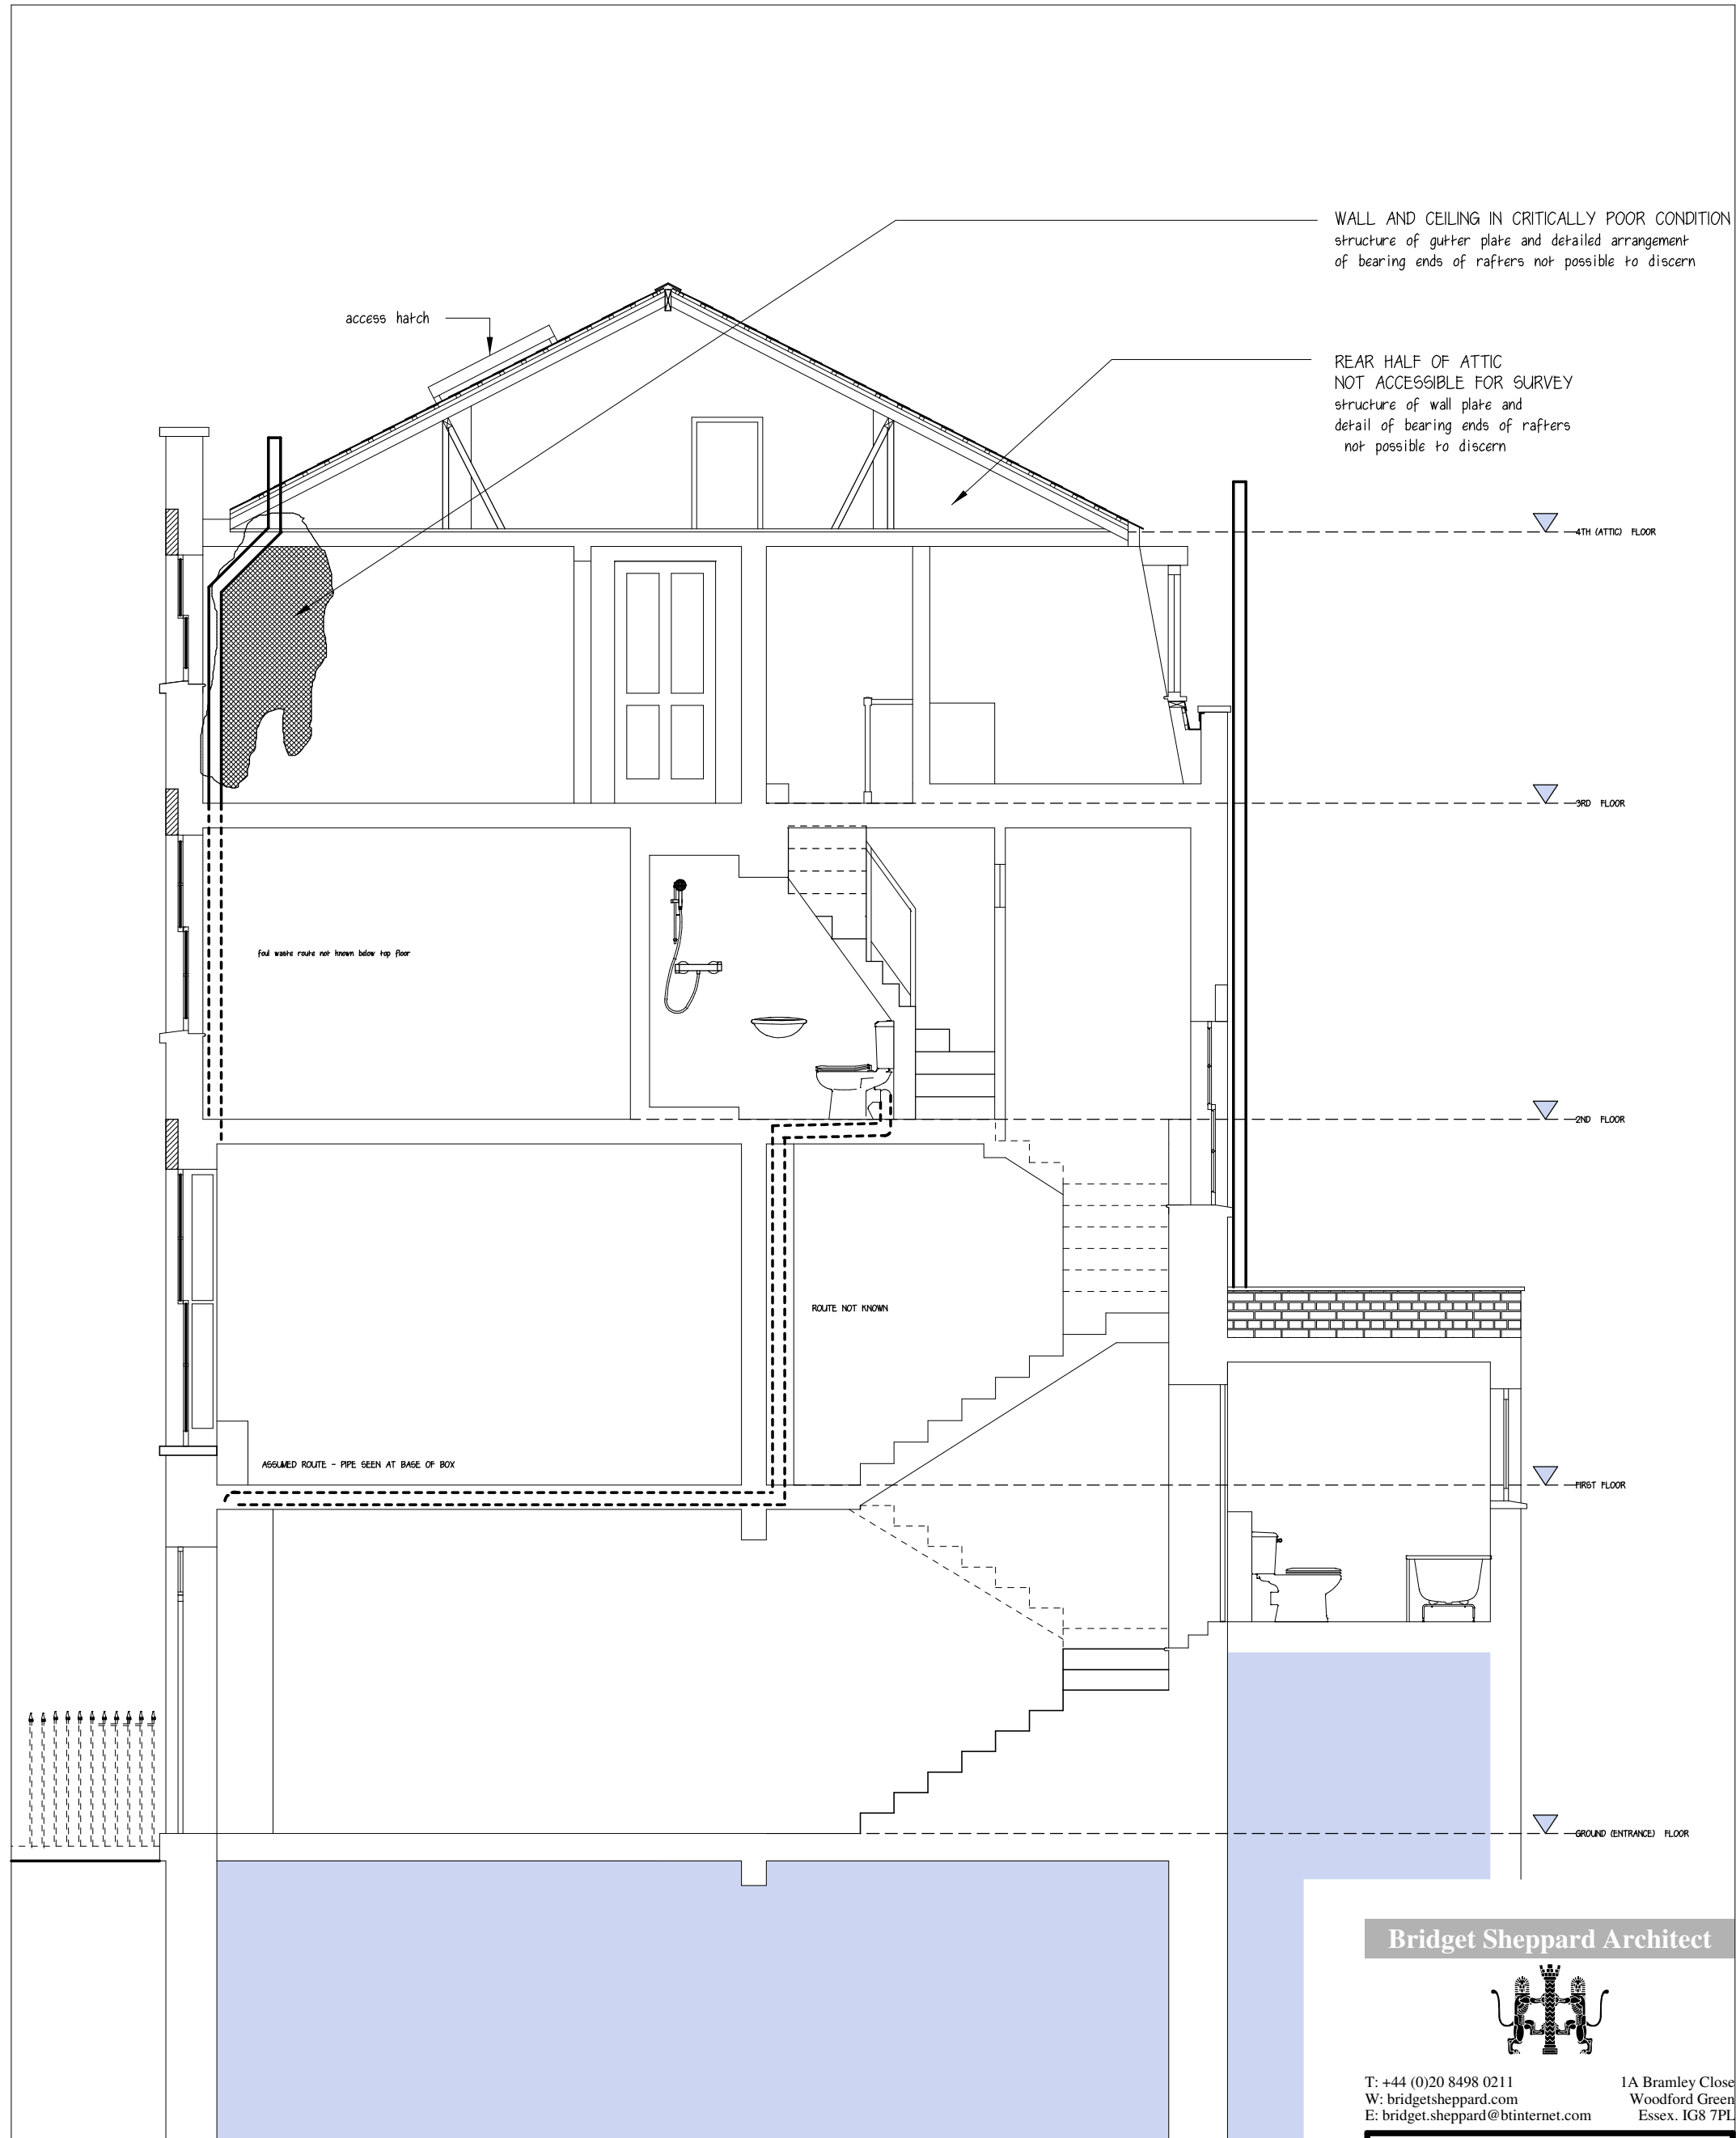 WALL AND CEILING IN CRITICALLY POOR CONDITION
structure of gutter plate and detailed arrangement
of bearing ends of rafters not possible to discern
access hatch
REAR HALF OF ATTIC
NOT ACCESSIBLE FOR SURVEY
structure of wall plate and
detail of bearing ends of rafters
not possible to discern
4TH (ATTIC) FLOOR
3RD FLOOR
foul waste route not known below top floor
2ND FLOOR
ROUTE NOT KNOWN
ASSUMED ROUTE - PIPE SEEN AT BASE OF BOX
FIRST FLOOR
GROUND (ENTRANCE) FLOOR
Bridget Sheppard Architect
T: +44 (0)20 8498 0211
W: bridgetsheppard.com
E: bridget.sheppard@btinternet.com
1A Bramley Close
Woodford Green
Essex. IG8 7PL